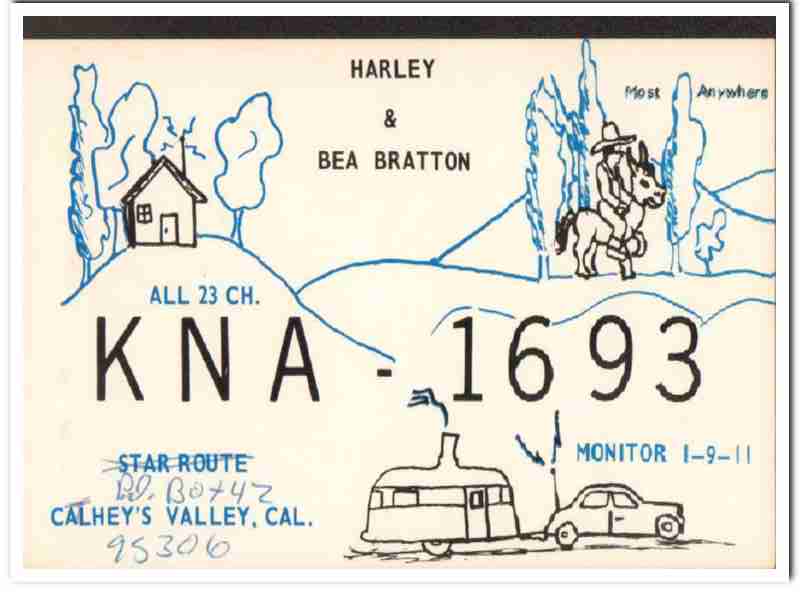 HARLEY
&
BEA BRATTON
Most Anywhere
ALL 23 CH.
KNA-1693
MONITOR 1-9-11
STAR ROUTE
P.O. Box 42
CALHEY'S VALLEY, CAL.
95306